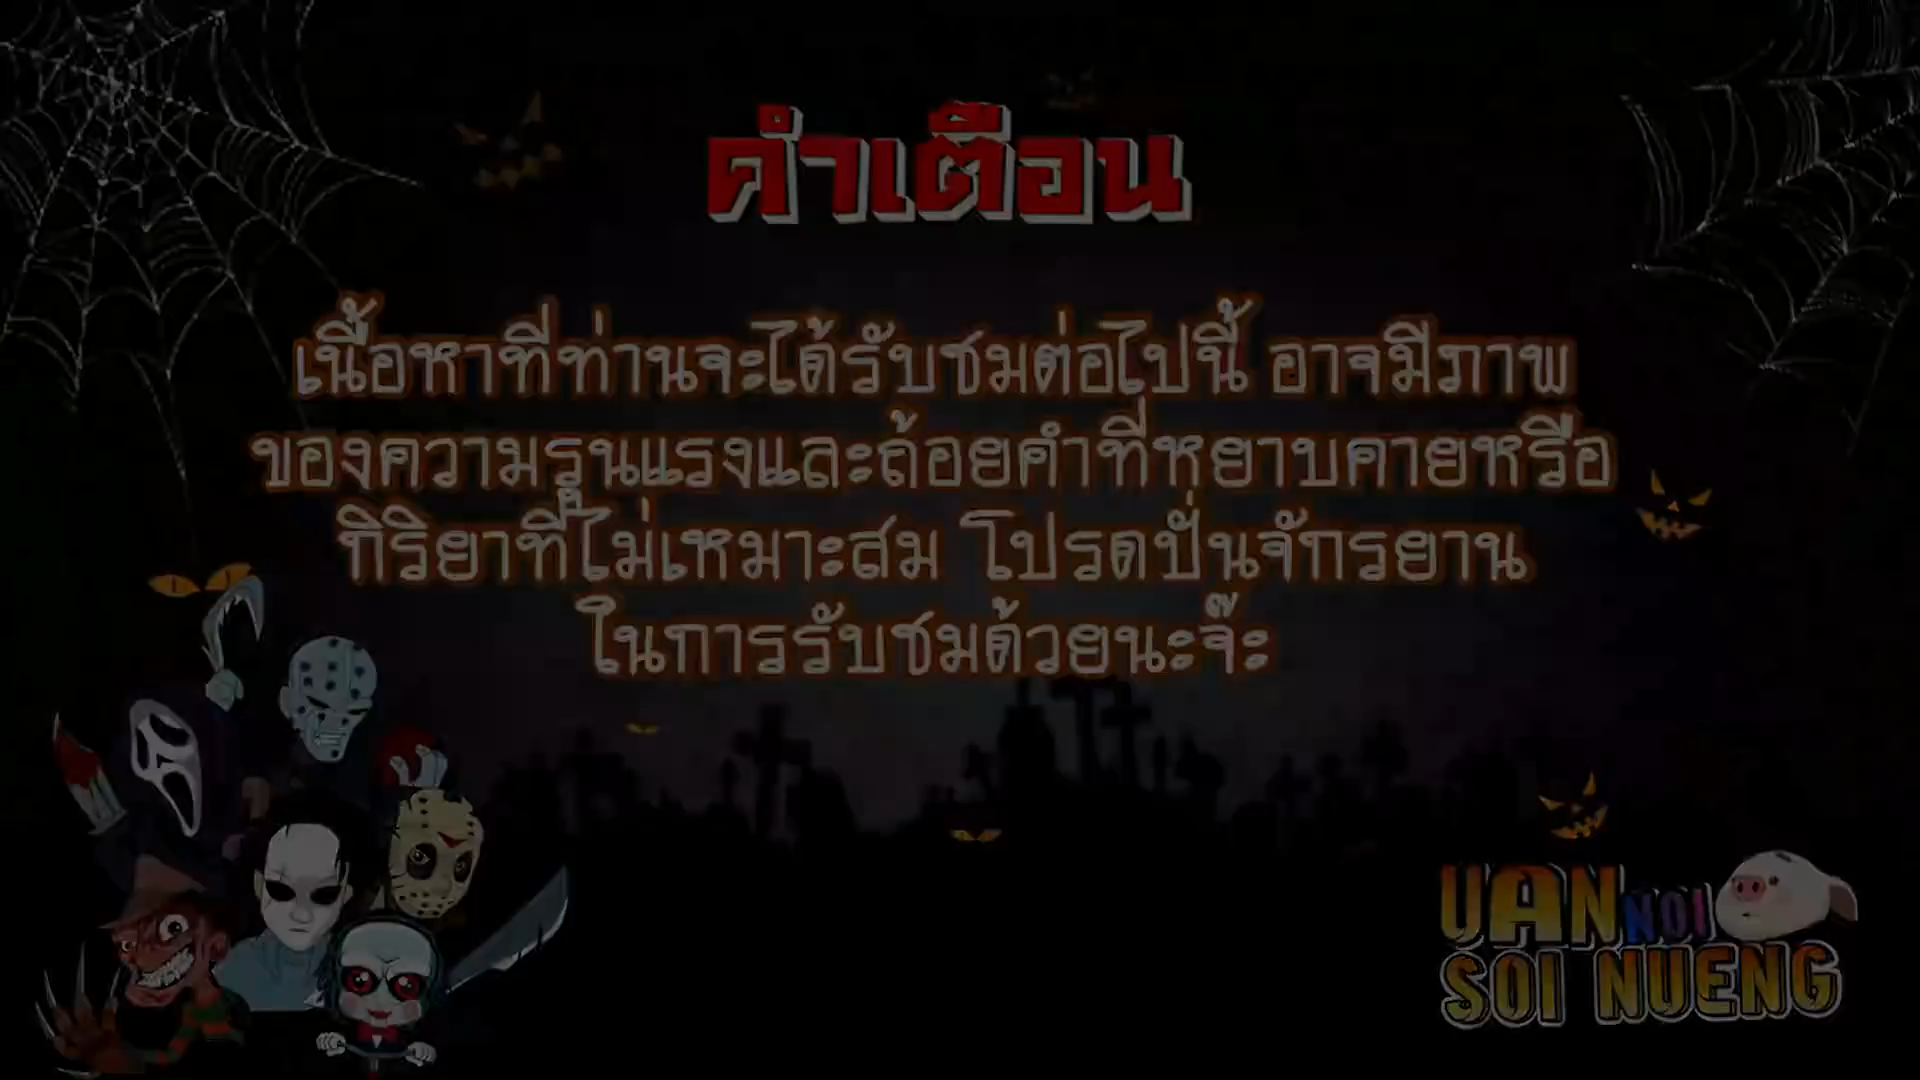 คำเตือน
เนื้อหาที่ท่านจะได้รับชมต่อไปนี้ อาจมีภาพ
ของความรุนแรงและถ้อยคำที่หยาบคายหรือ
กิริยาที่ไม่เหมาะสม โปรดปั่นจักรยาน
ในการรับชมด้วยนะจ๊ะ
UAN NOI
SOI NUENG